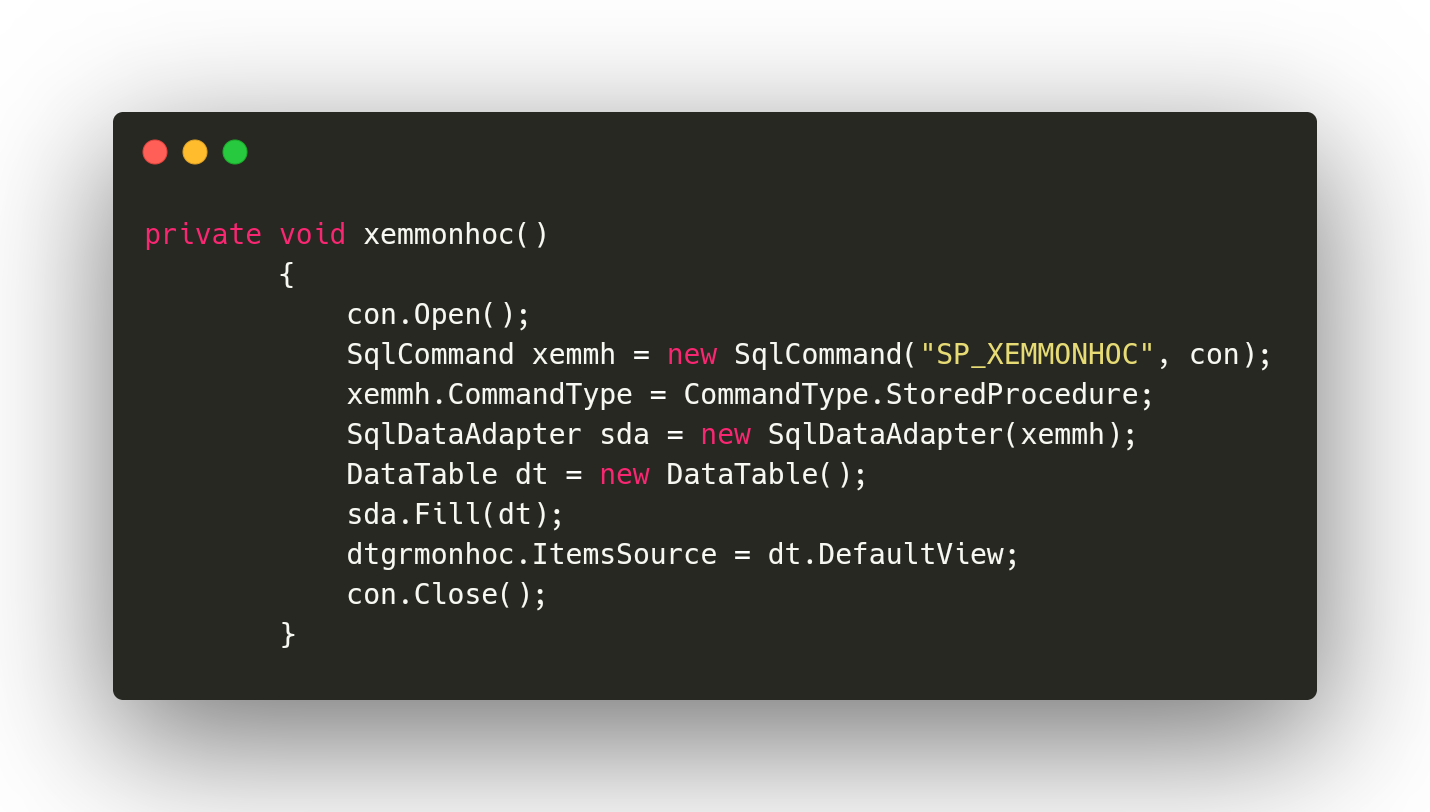 private void xemmonhoc()
        {
            con.Open();
            SqlCommand xemmh = new SqlCommand("SP_XEMMONHOC", con);
            xemmh.CommandType = CommandType.StoredProcedure;
            SqlDataAdapter sda = new SqlDataAdapter(xemmh);
            DataTable dt = new DataTable();
            sda.Fill(dt);
            dtgrmonhoc.ItemsSource = dt.DefaultView;
            con.Close();
        }